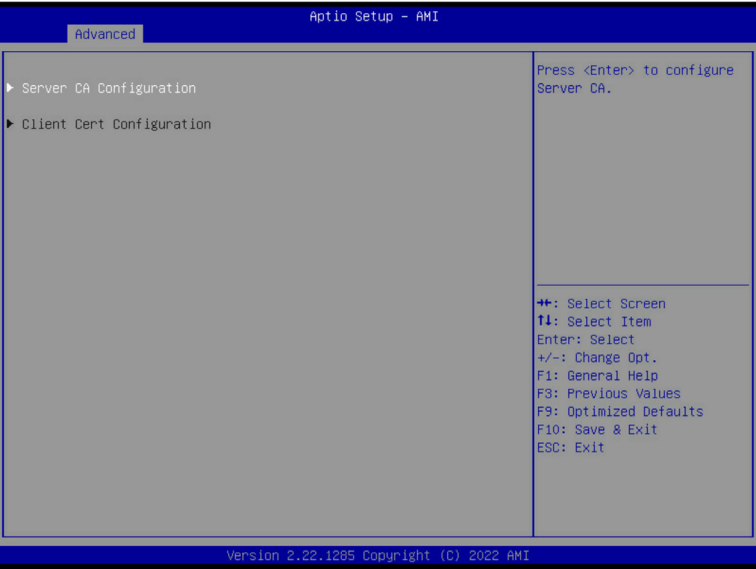 Aptio Setup – AMI
Advanced
Server CA Configuration
Client Cert Configuration
Press <Enter> to configure
Server CA.
→←: Select Screen
↑↓: Select Item
Enter: Select
+/-: Change Opt.
F1: General Help
F3: Previous Values
F9: Optimized Defaults
F10: Save & Exit
ESC: Exit
Version 2.22.1285 Copyright (C) 2022 AMI